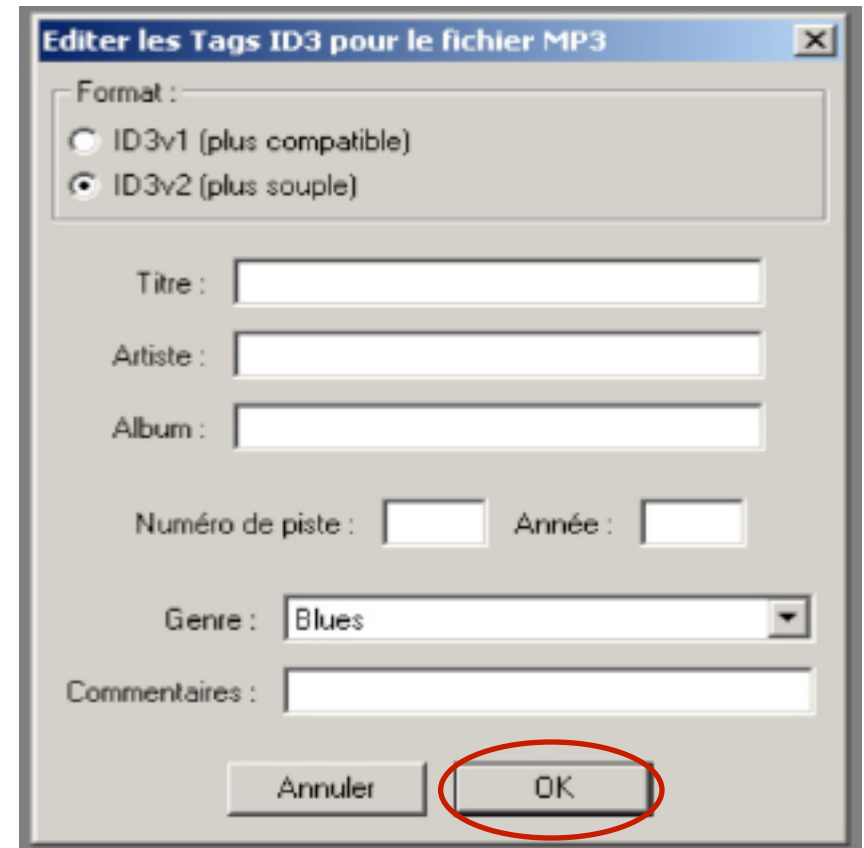 Editer les Tags ID3 pour le fichier MP3
Format :
ID3v1 (plus compatible)
ID3v2 (plus souple)
Titre :
Artiste :
Album :
Numéro de piste : Année :
Genre : Blues
Commentaires :
Annuler OK